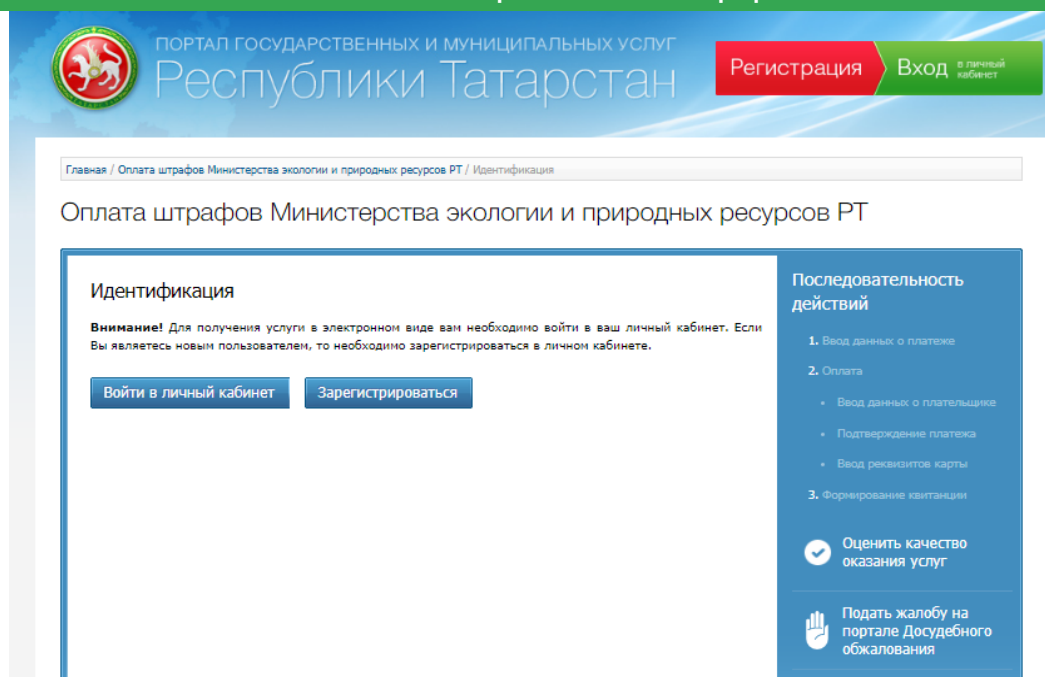 ПОРТАЛ ГОСУДАРСТВЕННЫХ И МУНИЦИПАЛЬНЫХ УСЛУГ
Республики Татарстан
Регистрация
Вход в личный кабинет
Главная / Оплата штрафов Министерства экологии и природных ресурсов РТ / Идентификация
Оплата штрафов Министерства экологии и природных ресурсов РТ
Идентификация
Внимание! Для получения услуги в электронном виде вам необходимо войти в ваш личный кабинет. Если
Вы являетесь новым пользователем, то необходимо зарегистрироваться в личном кабинете.
Войти в личный кабинет
Зарегистрироваться
Последовательность
действий
1. Ввод данных о платеже
2. Оплата
• Ввод данных о плательщике
• Подтверждение платежа
• Ввод реквизитов карты
3. Формирование квитанции
Оценить качество
оказания услуг
Подать жалобу на
портале Досудебного
обжалования